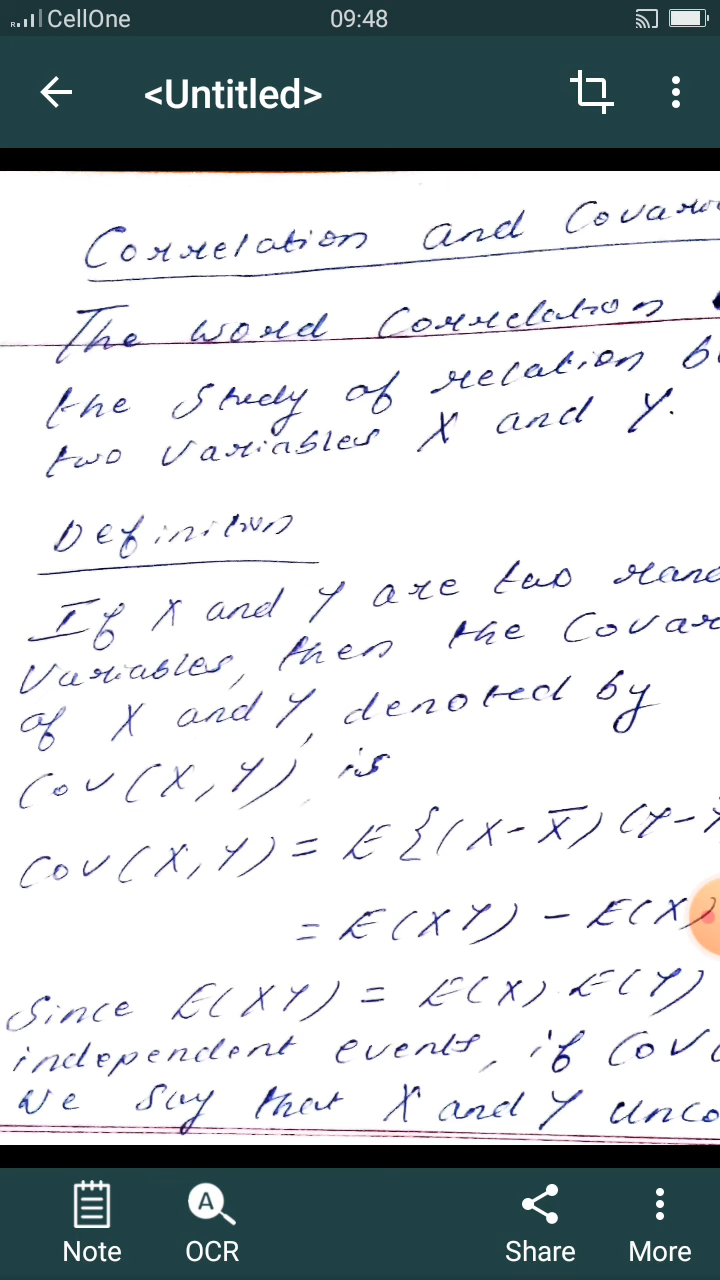 R CellOne 09:48
<Untitled>
Correlation and Covari
The word Correlation
the study of relation be
two variables X and Y.
Definition
If X and Y are two rand
Variables, then the Covar
of X and Y, denoted by
Cov(X,Y) is
Cov(X,Y) = E{(X-X̅)(Y-Y
= E(XY) - E(X)
Since E(XY) = E(X) E(Y)
independent events, if Cov(
We say that X and Y unco
A
Note OCR Share More